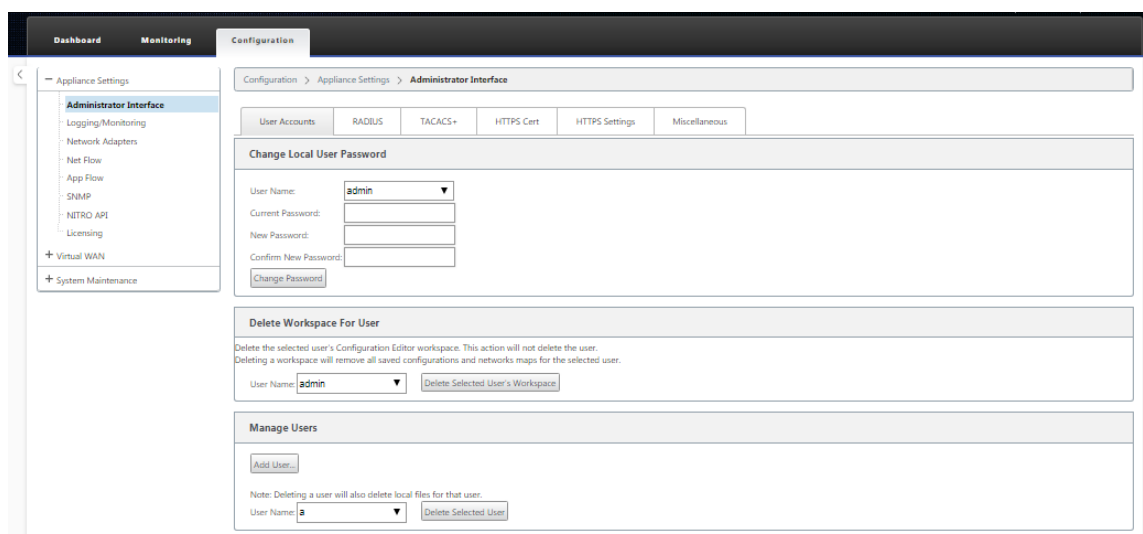 Dashboard Monitoring Configuration
Appliance Settings
Administrator Interface
Logging/Monitoring
Network Adapters
Net Flow
App Flow
SNMP
NITRO API
Licensing
Virtual WAN
System Maintenance
Configuration > Appliance Settings > Administrator Interface
User Accounts RADIUS TACACS+ HTTPS Cert HTTPS Settings Miscellaneous
Change Local User Password
User Name: admin
Current Password:
New Password:
Confirm New Password:
Change Password
Delete Workspace For User
Delete the selected user's Configuration Editor workspace. This action will not delete the user.
Deleting a workspace will remove all saved configurations and networks maps for the selected user.
User Name: admin Delete Selected User's Workspace
Manage Users
Add User...
Note: Deleting a user will also delete local files for that user.
User Name: a Delete Selected User